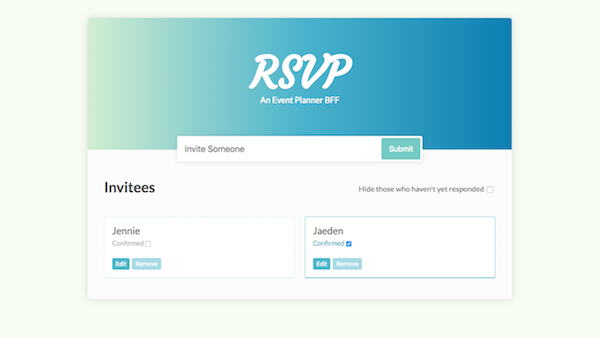 RSVP
An Event Planner BFF
Invite Someone Submit
Invitees
Hide those who haven't yet responded
Jennie
Confirmed
Edit Remove
Jaeden
Confirmed
Edit Remove